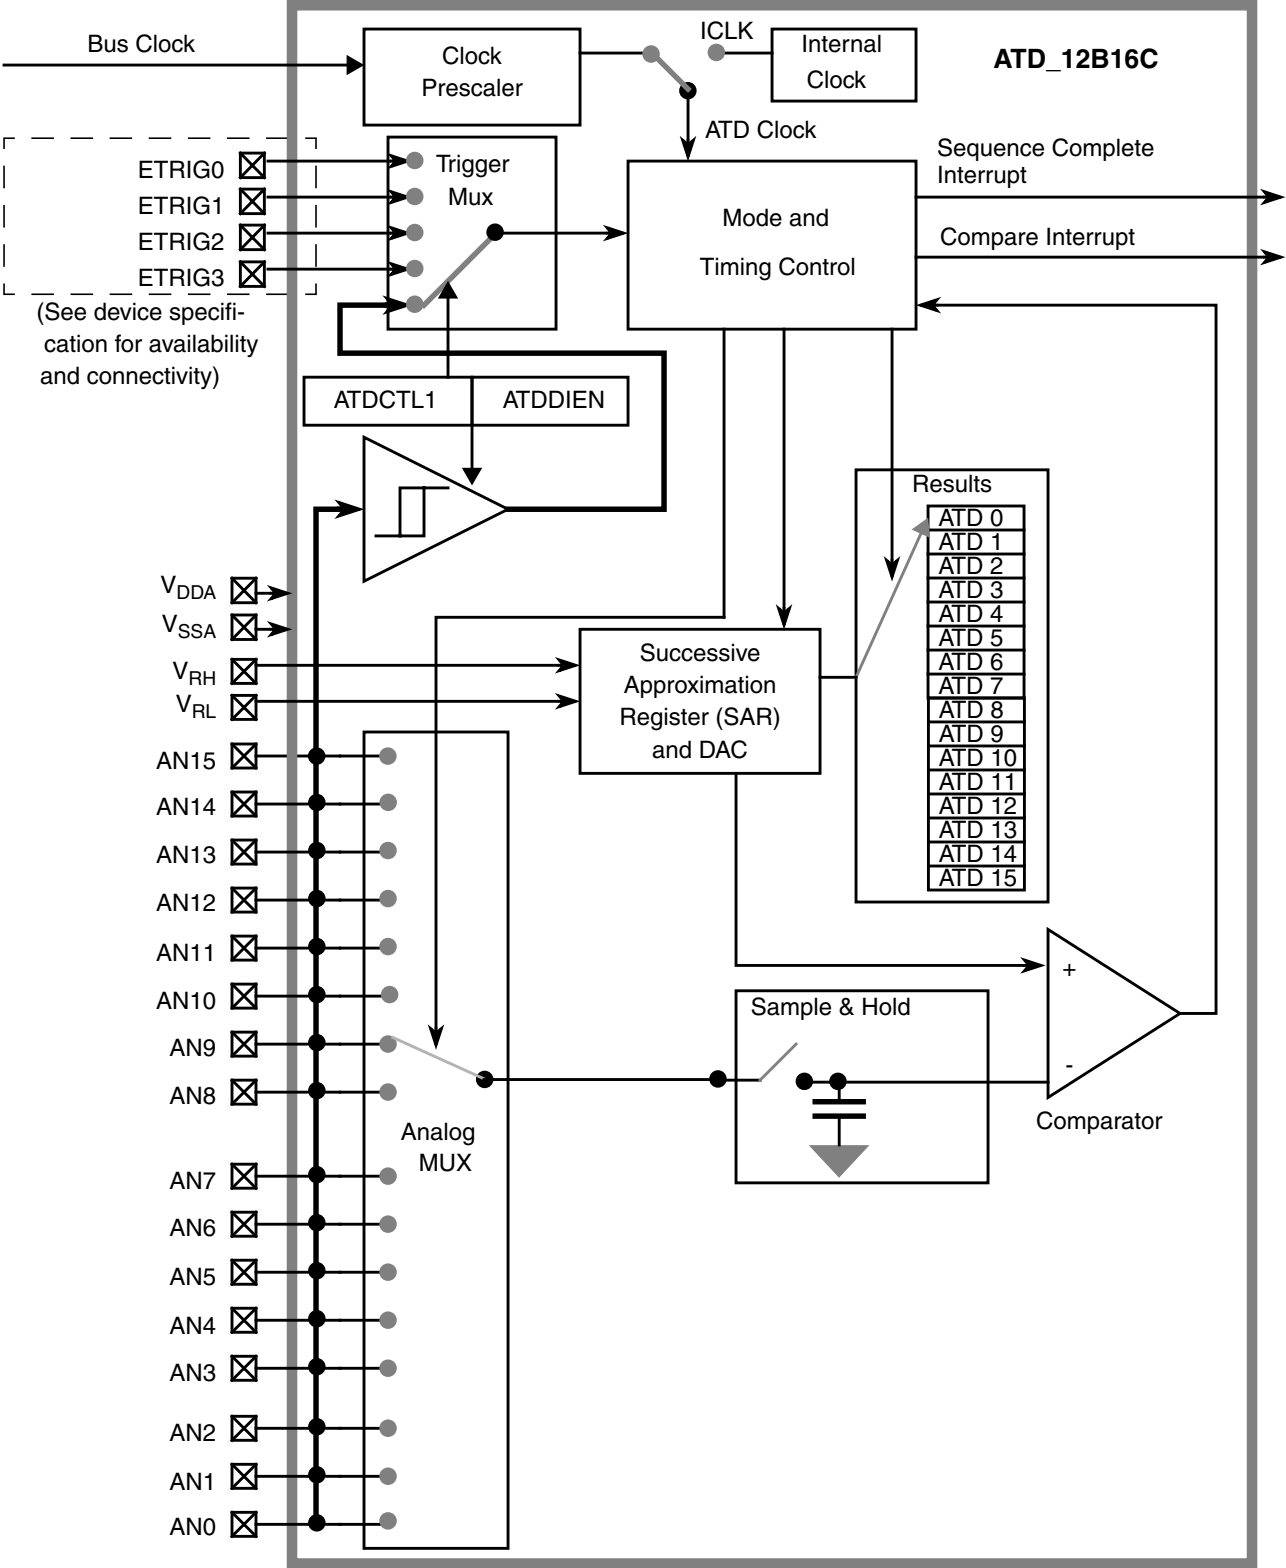 Bus Clock
Clock
Prescaler
ICLK
Internal
Clock
ATD_12B16C
ATD Clock
ETRIG0
ETRIG1
ETRIG2
ETRIG3
(See device specifi-
cation for availability
and connectivity)
Trigger
Mux
Mode and
Timing Control
Sequence Complete
Interrupt
Compare Interrupt
ATDCTL1
ATDDIEN
Results
ATD 0
ATD 1
ATD 2
ATD 3
ATD 4
ATD 5
ATD 6
ATD 7
ATD 8
ATD 9
ATD 10
ATD 11
ATD 12
ATD 13
ATD 14
ATD 15
VDDA
VSSA
VRH
VRL
Successive
Approximation
Register (SAR)
and DAC
AN15
AN14
AN13
AN12
AN11
AN10
AN9
AN8
AN7
AN6
AN5
AN4
AN3
AN2
AN1
AN0
Analog
MUX
Sample & Hold
+
-
Comparator